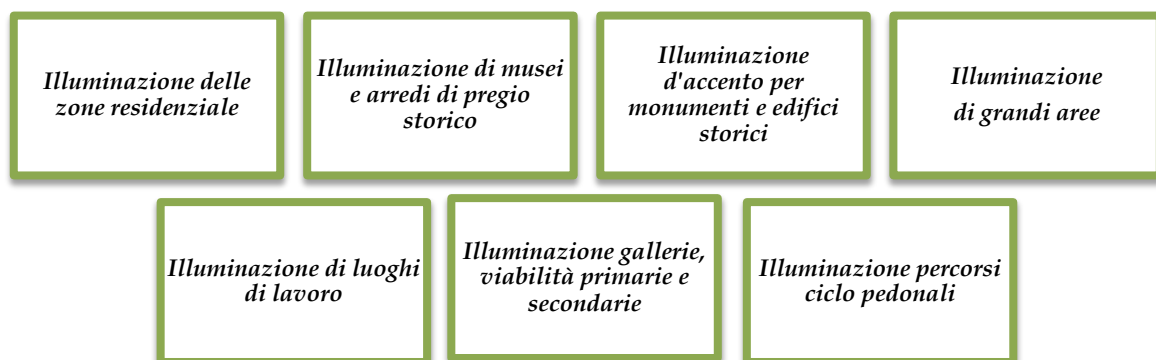 Illuminazione delle
zone residenziale
Illuminazione di musei
e arredi di pregio
storico
Illuminazione
d'accento per
monumenti e edifici
storici
Illuminazione
di grandi aree
Illuminazione di luoghi
di lavoro
Illuminazione gallerie,
viabilità primarie e
secondarie
Illuminazione percorsi
ciclo pedonali